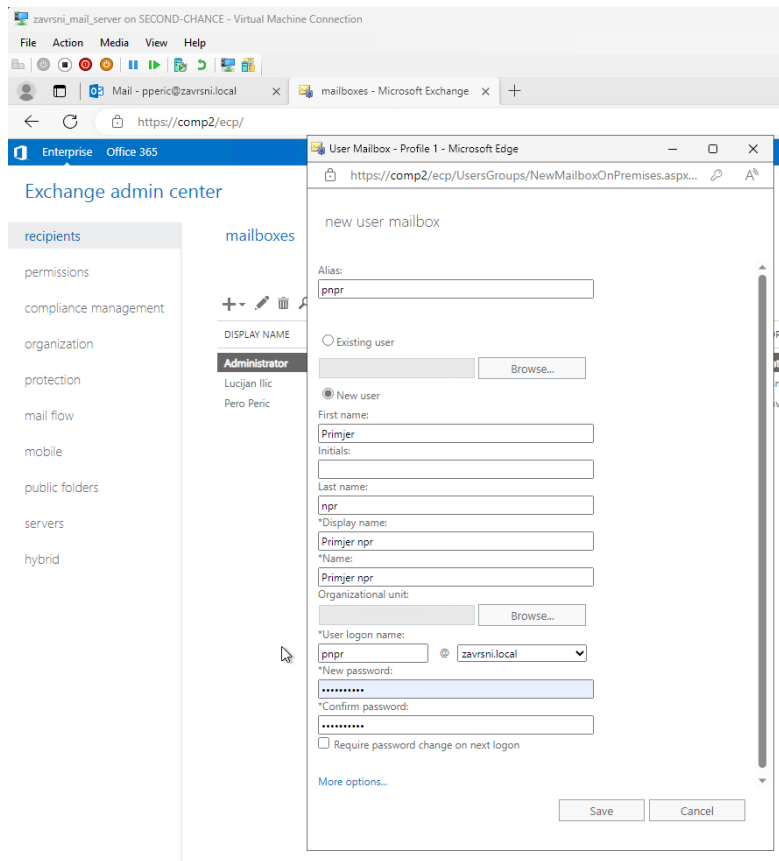 zavrsni_mail_server on SECOND-CHANCE - Virtual Machine Connection
File Action Media View Help
Mail - pperic@zavrsni.local
mailboxes - Microsoft Exchange
https://comp2/ecp/
Enterprise Office 365
Exchange admin center
recipients
permissions
compliance management
organization
protection
mail flow
mobile
public folders
servers
hybrid
mailboxes
DISPLAY NAME
Administrator
Lucijan Ilic
Pero Peric
User Mailbox - Profile 1 - Microsoft Edge
https://comp2/ecp/UsersGroups/NewMailboxOnPremises.aspx...
new user mailbox
Alias:
pnpr
Existing user
Browse...
New user
First name:
Primjer
Initials:
Last name:
npr
*Display name:
Primjer npr
*Name:
Primjer npr
Organizational unit:
Browse...
*User logon name:
pnpr @ zavrsni.local
*New password:
••••••••••
*Confirm password:
••••••••••
Require password change on next logon
More options...
Save Cancel